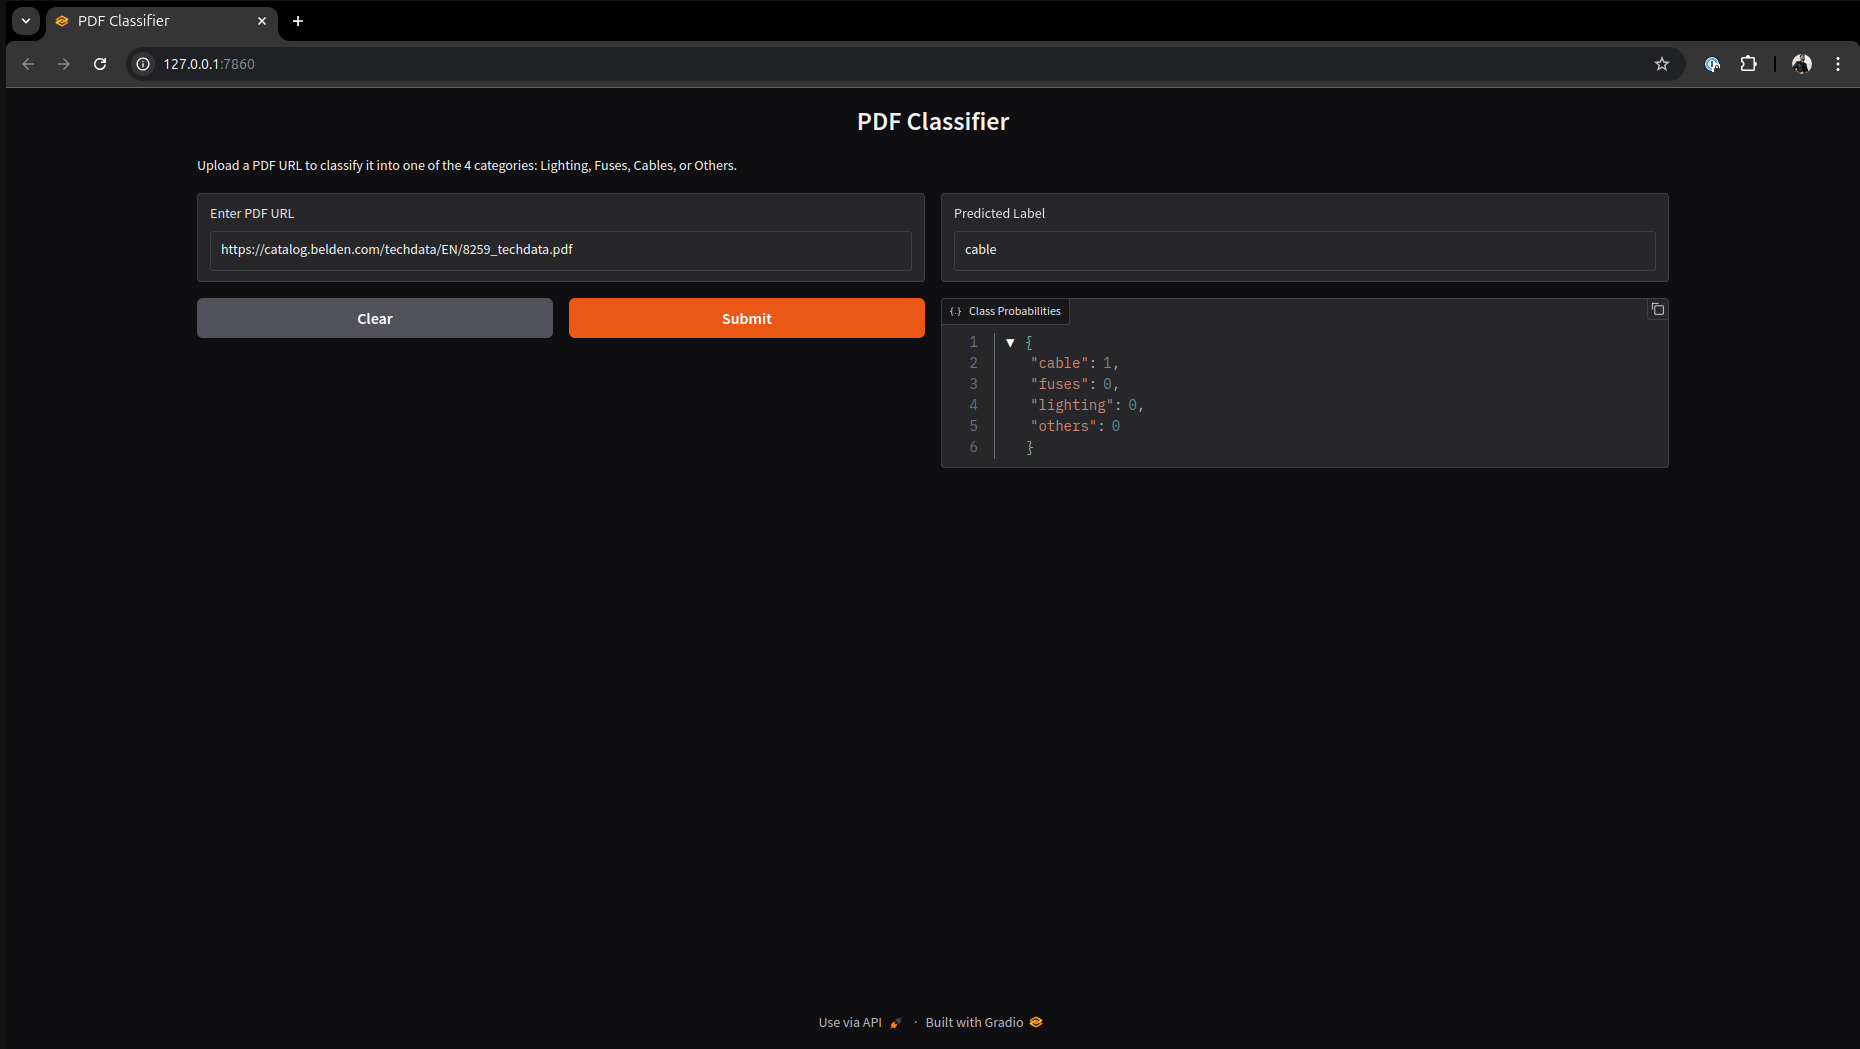 PDF Classifier
127.0.0.1:7860
PDF Classifier
Upload a PDF URL to classify it into one of the 4 categories: Lighting, Fuses, Cables, or Others.
Enter PDF URL
https://catalog.belden.com/techdata/EN/8259_techdata.pdf
Clear
Submit
Predicted Label
cable
{.} Class Probabilities
1 ▼ {
2 "cable": 1,
3 "fuses": 0,
4 "lighting": 0,
5 "others": 0
6 }
Use via API · Built with Gradio